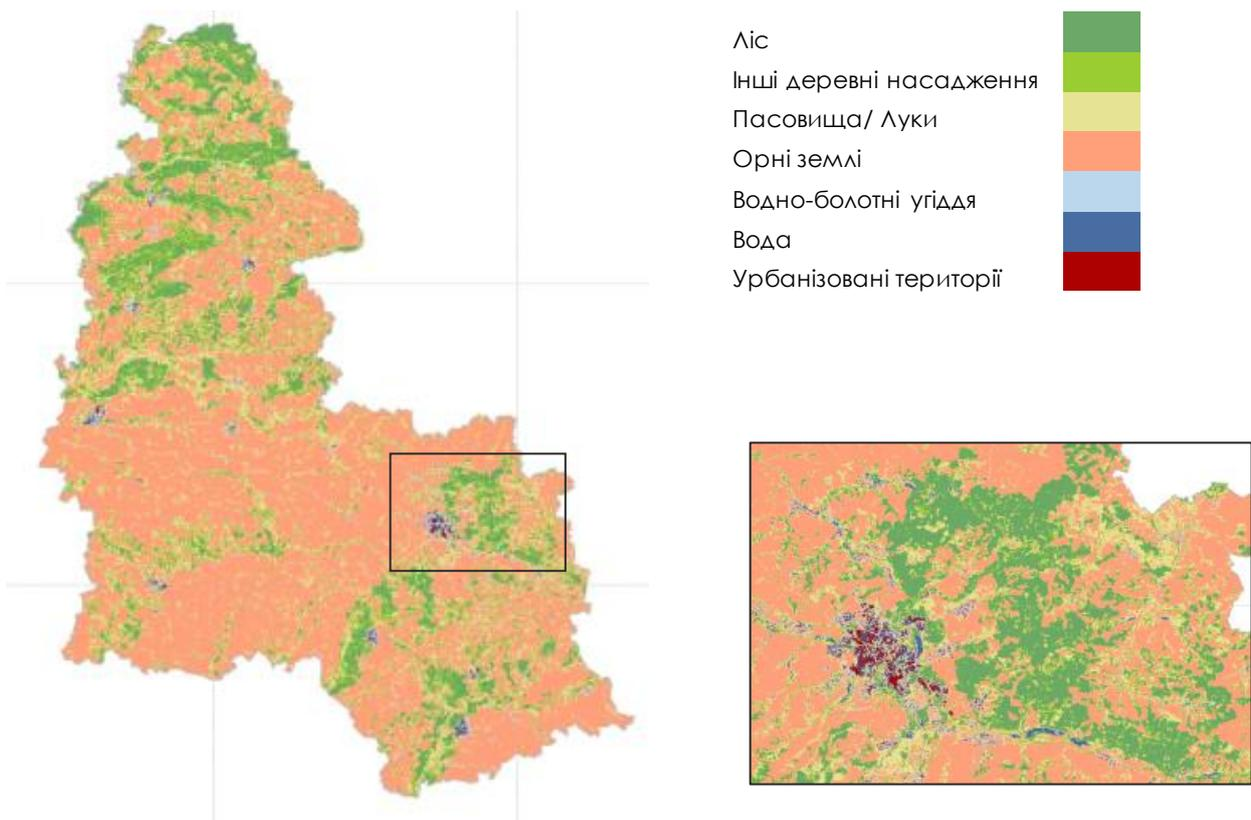 Ліс
Інші деревні насадження
Пасовища/ Луки
Орні землі
Водно-болотні угіддя
Вода
Урбанізовані території